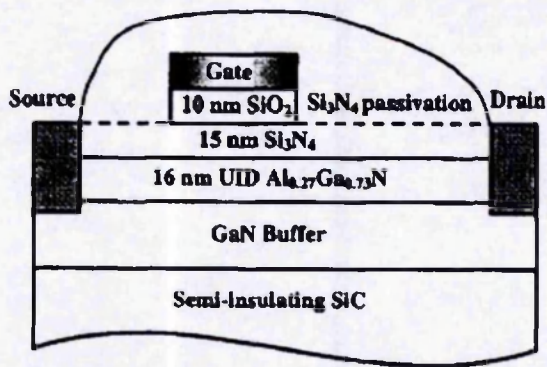 Gate
Source
10 nm SiO₂
Si₃N₄ passivation
Drain
15 nm Si₃N₄
16 nm UID Al₀.₂₇Ga₀.₇₃N
GaN Buffer
Semi-insulating SiC